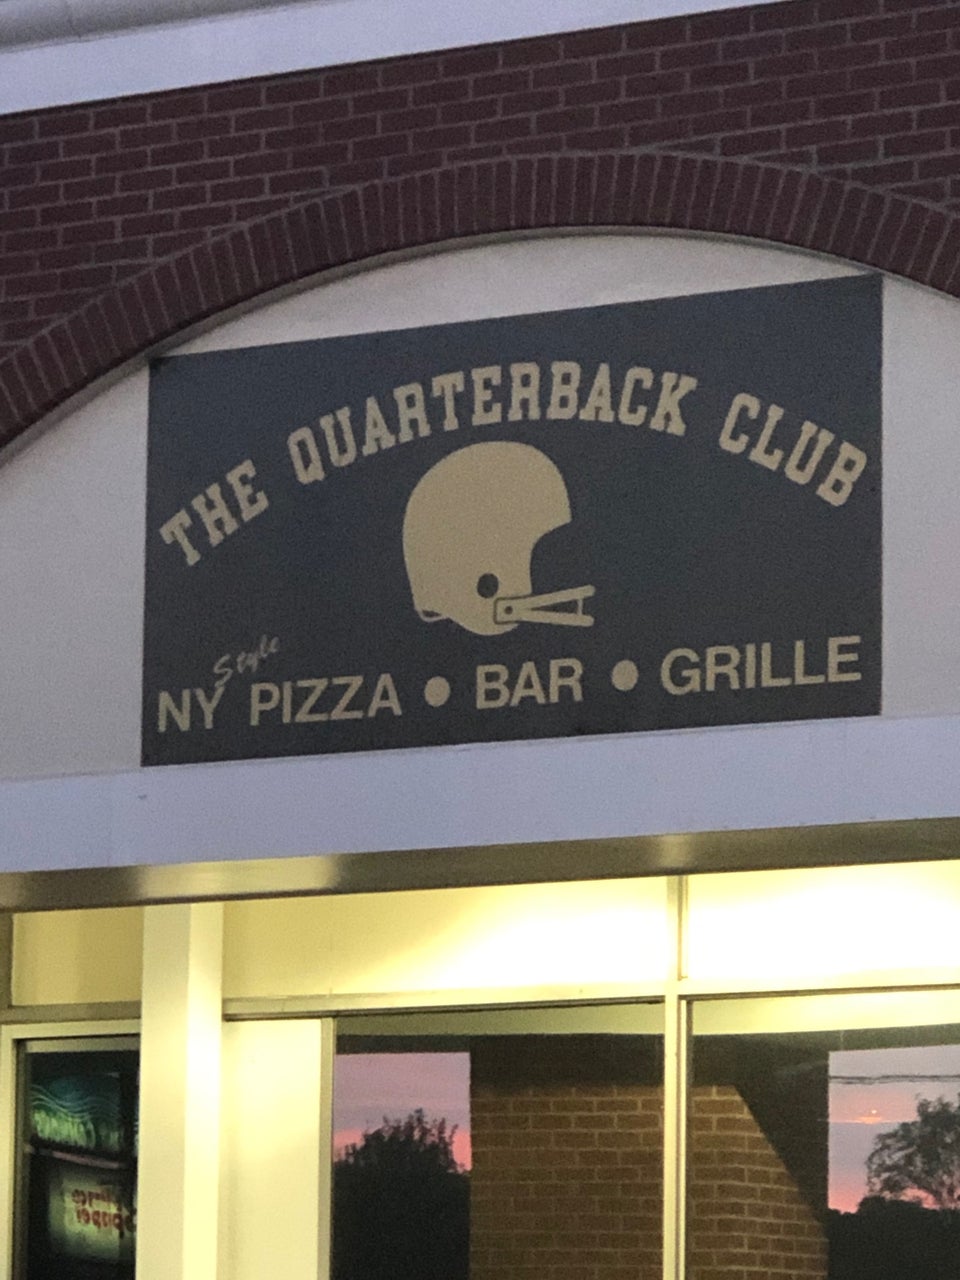 THE QUARTERBACK CLUB
Style
NY PIZZA • BAR • GRILLE